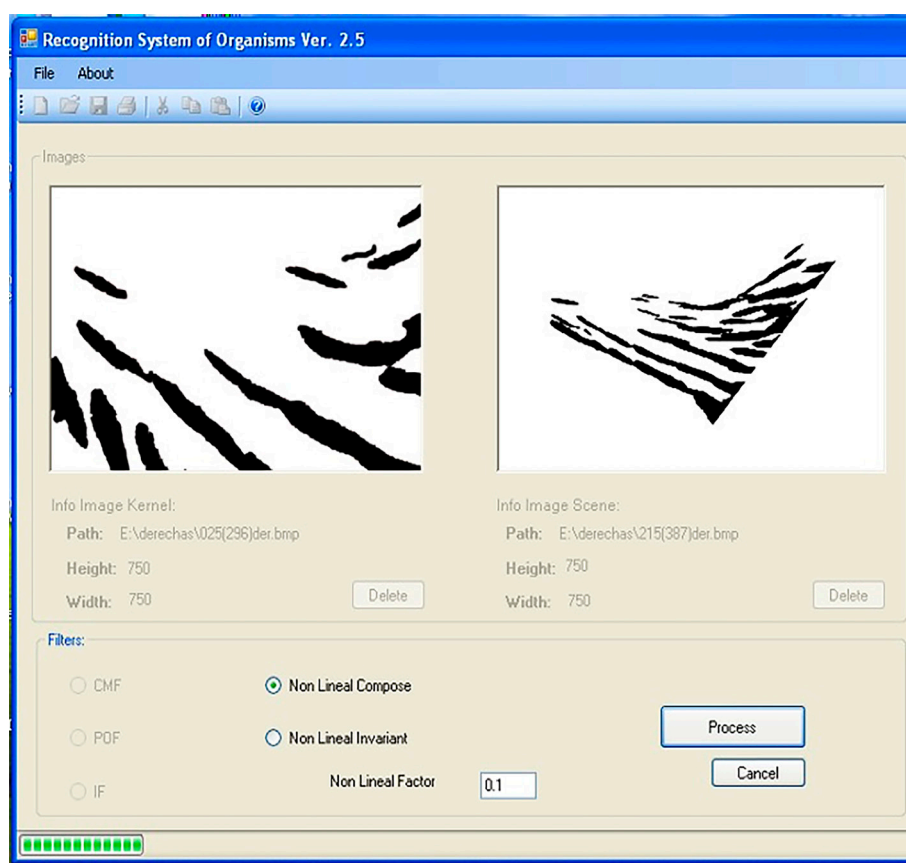 Recognition System of Organisms Ver. 2.5
File About
Images
Info Image Kernel:
Path: E:\derechas\025(296)der.bmp
Height: 750
Width: 750
Delete
Info Image Scene:
Path: E:\derechas\215(387)der.bmp
Height: 750
Width: 750
Delete
Filters:
CMF
POF
IF
Non Lineal Compose
Non Lineal Invariant
Non Lineal Factor 0.1
Process
Cancel